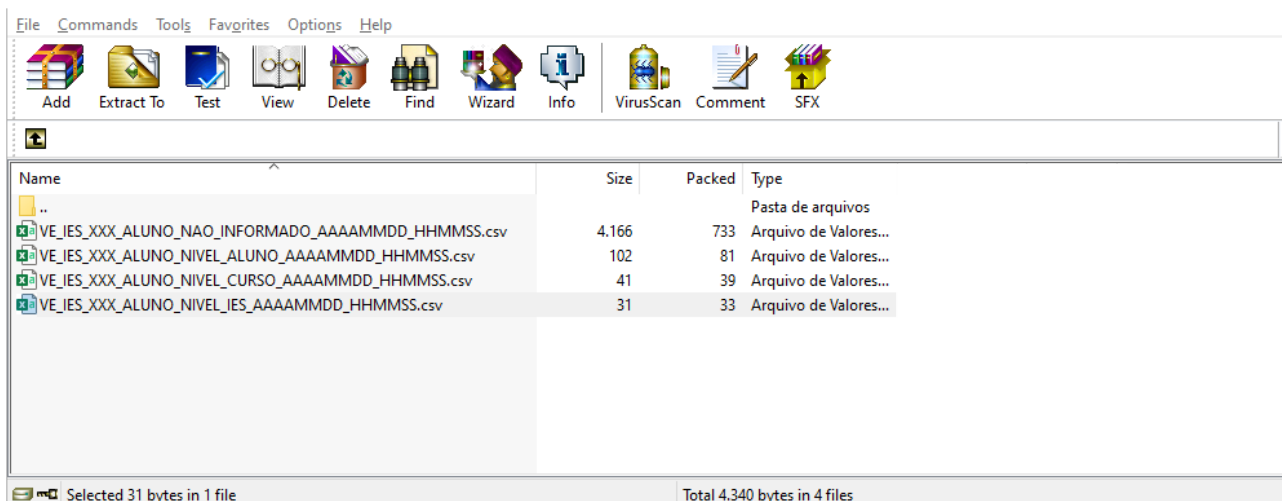 File Commands Tools Favorites Options Help
Add Extract To Test View Delete Find Wizard Info VirusScan Comment SFX
Name Size Packed Type
.. Pasta de arquivos
VE_IES_XXX_ALUNO_NAO_INFORMADO_AAAAMMDD_HHMMSS.csv 4.166 733 Arquivo de Valores...
VE_IES_XXX_ALUNO_NIVEL_ALUNO_AAAAMMDD_HHMMSS.csv 102 81 Arquivo de Valores...
VE_IES_XXX_ALUNO_NIVEL_CURSO_AAAAMMDD_HHMMSS.csv 41 39 Arquivo de Valores...
VE_IES_XXX_ALUNO_NIVEL_IES_AAAAMMDD_HHMMSS.csv 31 33 Arquivo de Valores...
Selected 31 bytes in 1 file Total 4.340 bytes in 4 files